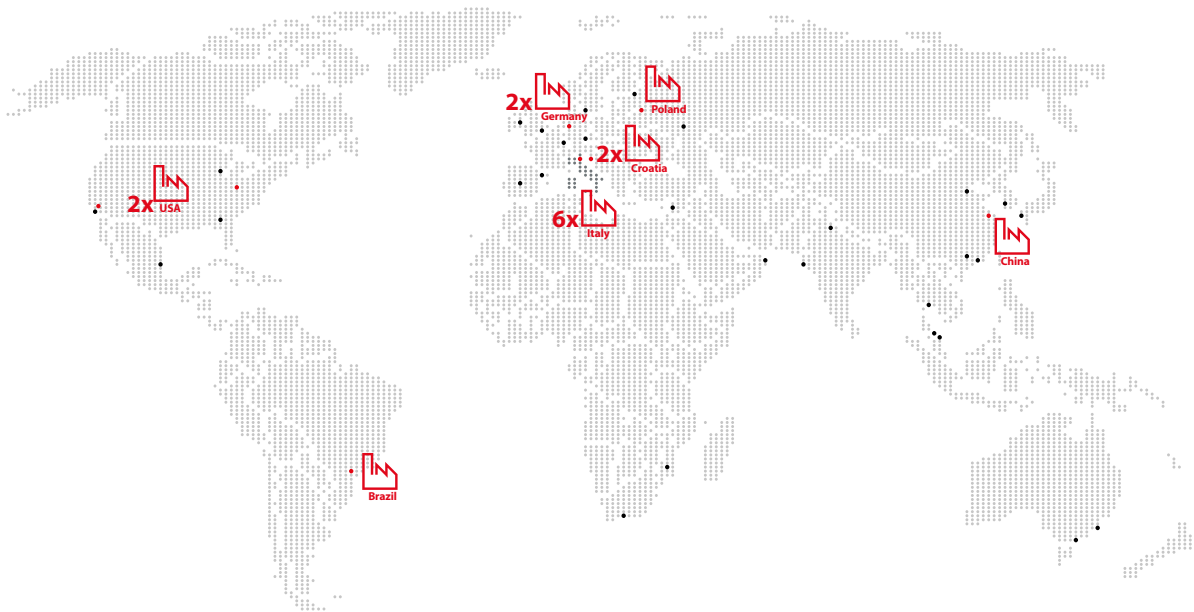 2x
Germany
Poland
2x
Croatia
2x
USA
6x
Italy
China
Brazil